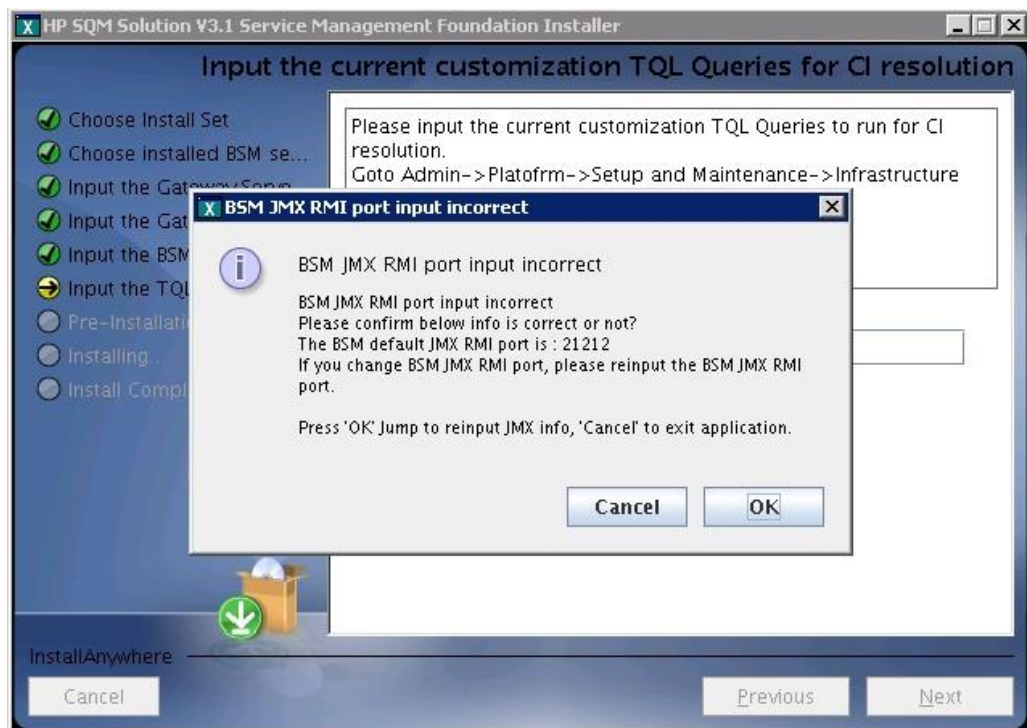 HP SQM Solution V3.1 Service Management Foundation Installer
Input the current customization TQL Queries for CI resolution
Choose Install Set
Choose installed BSM se...
Input the Gateway Serve
Input the Gat
Input the BSM
Input the TQL
Pre-Installati
Installing...
Install Compl
Please input the current customization TQL Queries to run for CI
resolution.
Goto Admin->Platofrm->Setup and Maintenance->Infrastructure
BSM JMX RMI port input incorrect
BSM JMX RMI port input incorrect
BSM JMX RMI port input incorrect
Please confirm below info is correct or not?
The BSM default JMX RMI port is : 21212
If you change BSM JMX RMI port, please reinput the BSM JMX RMI
port.
Press 'OK' Jump to reinput JMX info, 'Cancel' to exit application.
Cancel
OK
InstallAnywhere
Cancel
Previous
Next